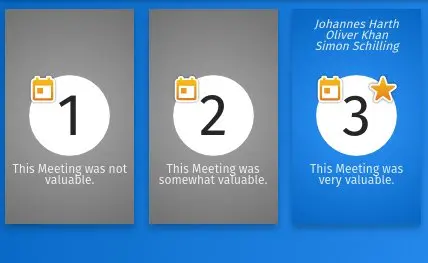 1
This Meeting was not
valuable.
2
This Meeting was
somewhat valuable.
Johannes Harth
Oliver Khan
Simon Schilling
3
This Meeting was
very valuable.